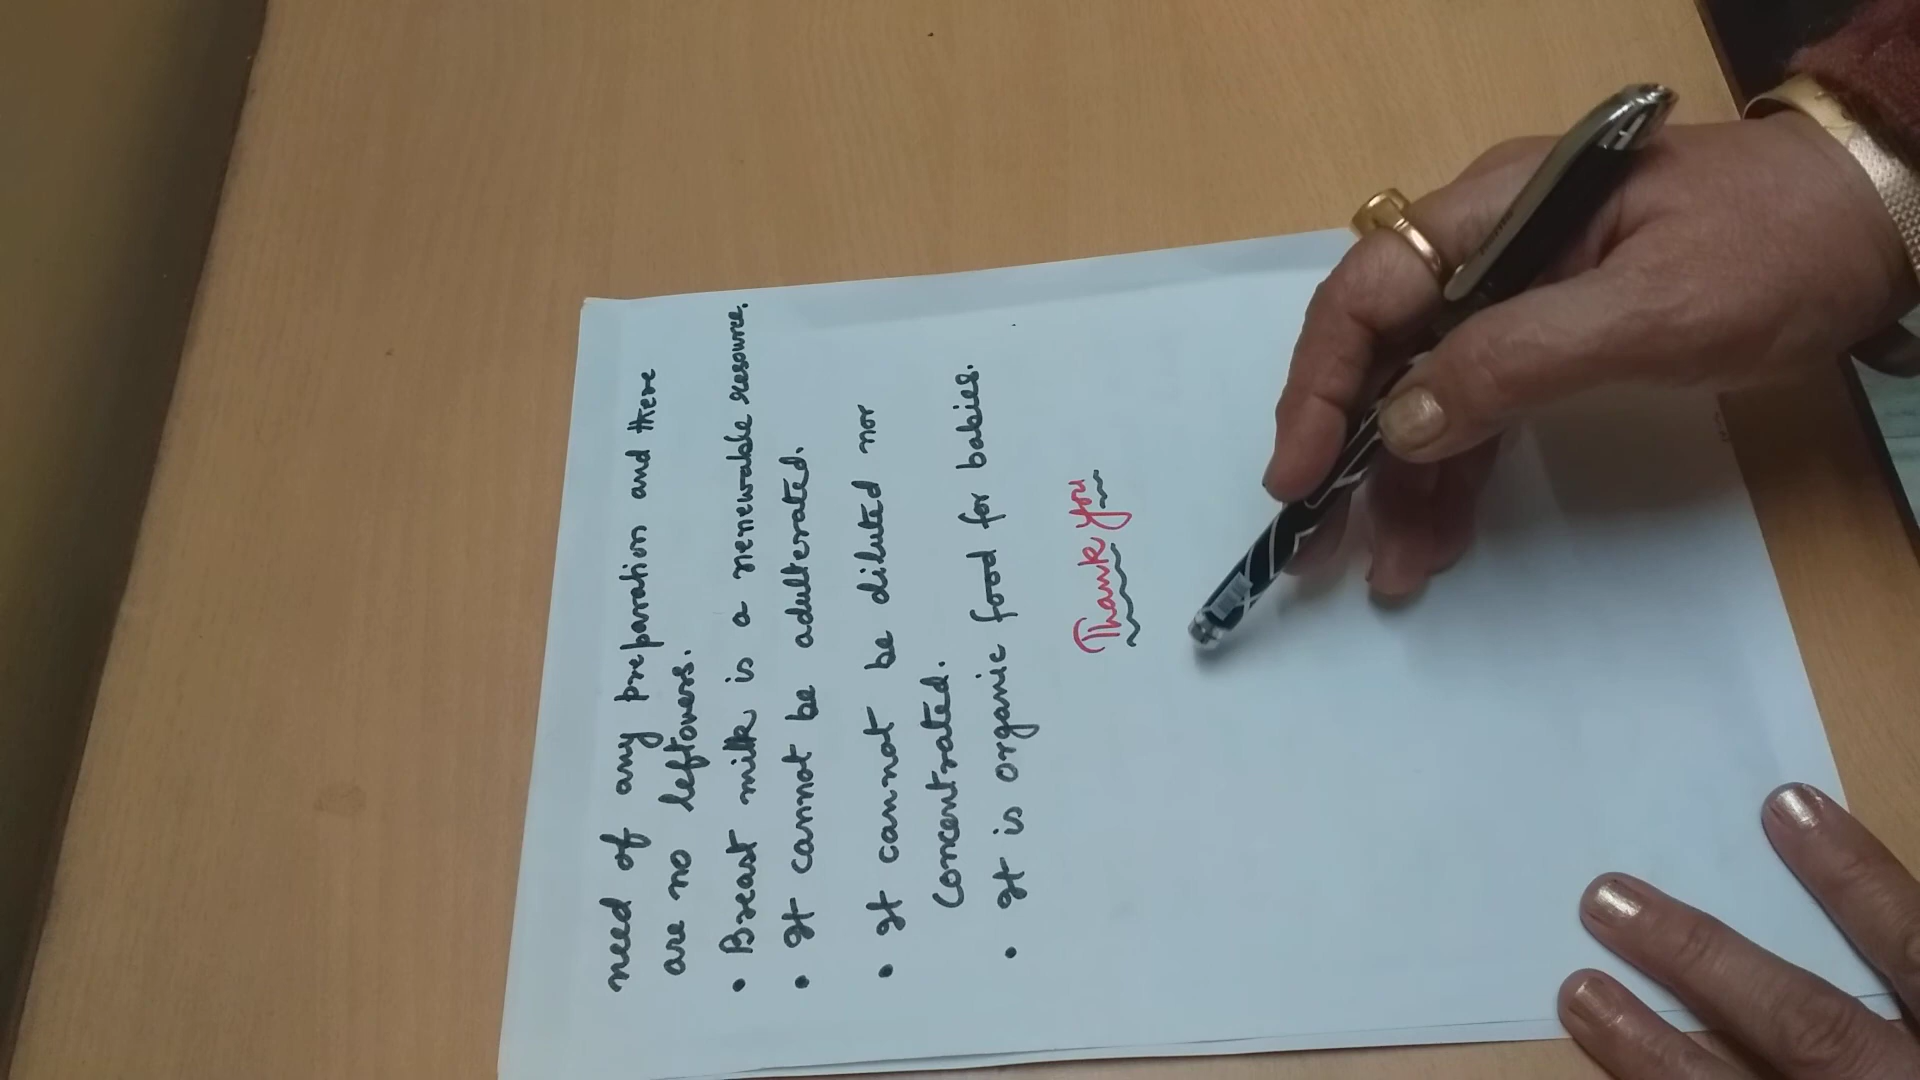 need of any preparation and there
are no leftovers.
• Breast milk is a renewable resource.
• It cannot be adulterated.
• It cannot be diluted nor
Concentrated.
• It is organic food for babies.
Thank you